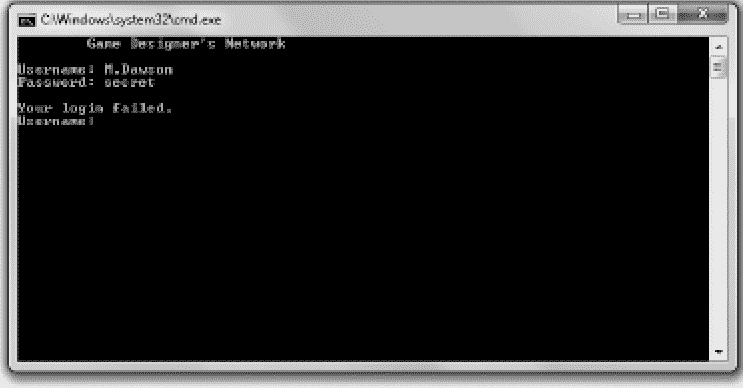 C:\Windows\system32\cmd.exe
Game Designer's Network
Username: M.Dawson
Password: secret
Your login failed.
Username: